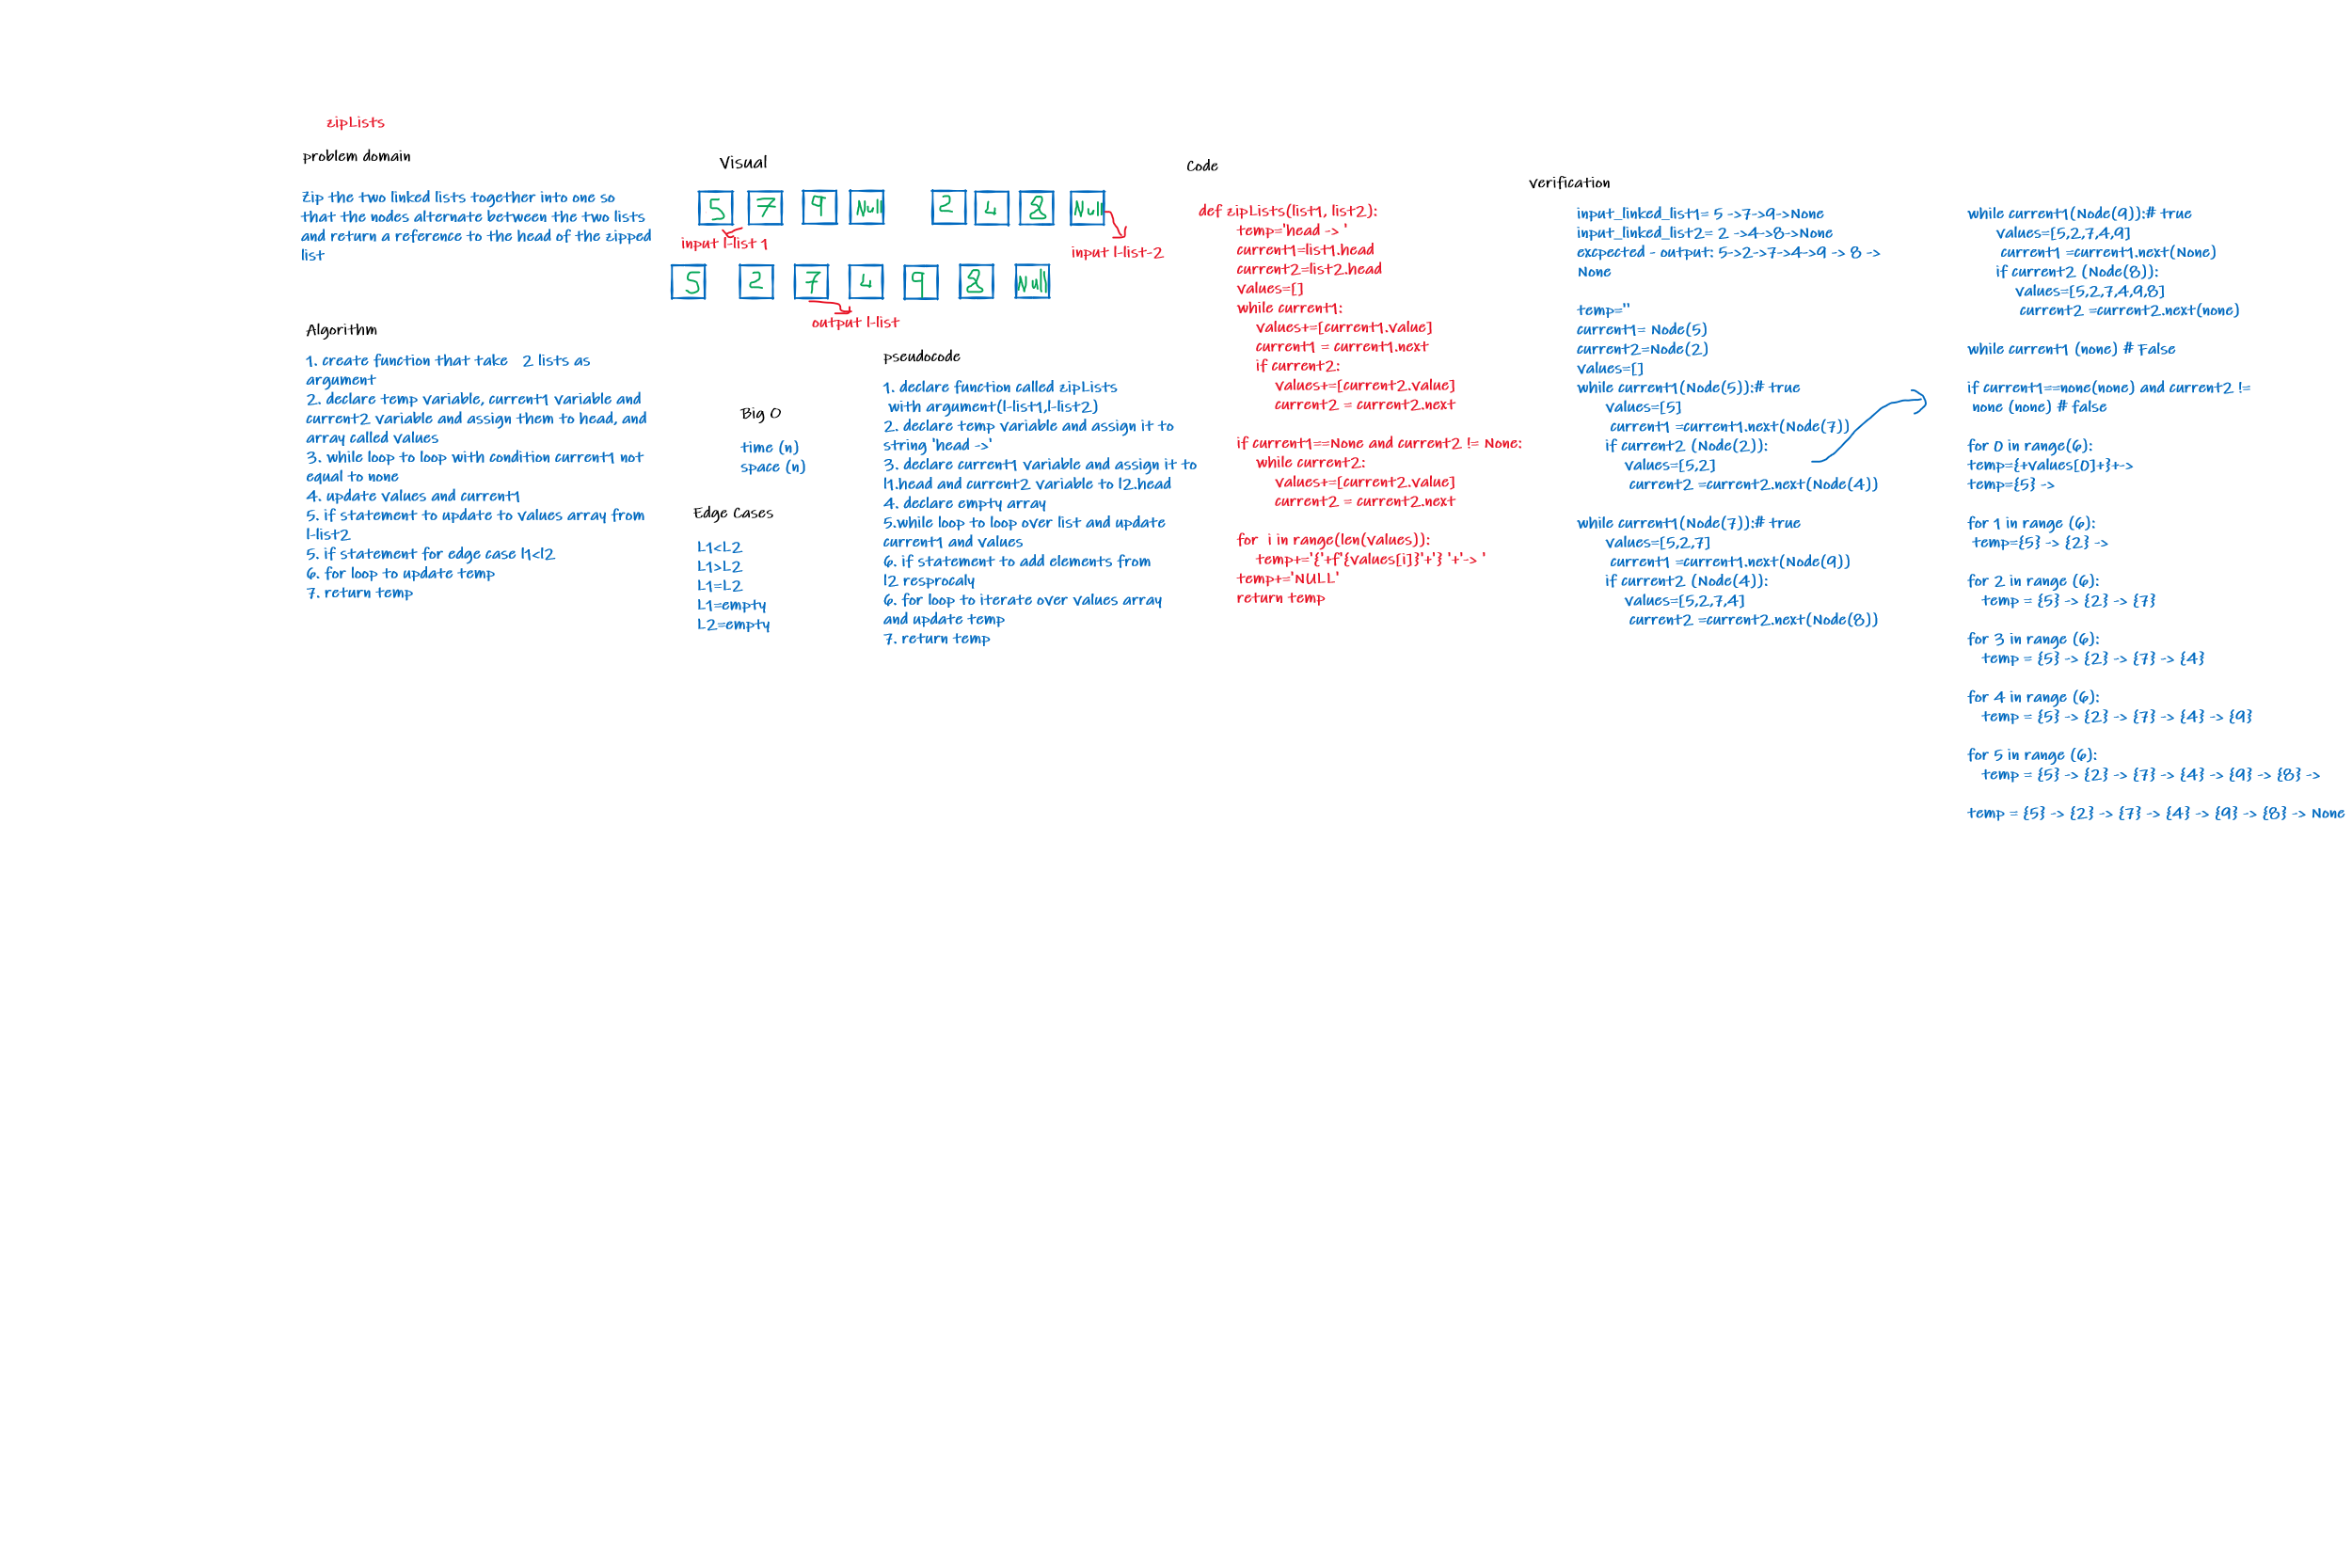 zipLists
problem domain
Zip the two linked lists together into one so
that the nodes alternate between the two lists
and return a reference to the head of the zipped
list
Algorithm
1. create function that take   2 lists as
argument
2. declare temp variable, current1 variable and
current2 variable and assign them to head, and
array called values
3. while loop to loop with condition current1 not
equal to none
4. update values and current1
5. if statement to update to values array from
l-list2
5. if statement for edge case l1<l2
6. for loop to update temp
7. return temp
Visual
5 7 9 Null 2 4 8 Null
input l-list 1
input l-list-2
5 2 7 4 9 8 Null
output l-list
Big O
time (n)
space (n)
Edge Cases
L1<L2
L1>L2
L1=L2
L1=empty
L2=empty
pseudocode
1. declare function called zipLists
with argument(l-list1,l-list2)
2. declare temp variable and assign it to
string 'head ->'
3. declare current1 variable and assign it to
l1.head and current2 variable to l2.head
4. declare empty array
5.while loop to loop over list and update
current1 and values
6. if statement to add elements from
l2 resprocaly
6. for loop to iterate over values array
and update temp
7. return temp
Code
def zipLists(list1, list2):
temp='head -> '
current1=list1.head
current2=list2.head
values=[]
while current1:
values+=[current1.value]
current1 = current1.next
if current2:
values+=[current2.value]
current2 = current2.next
if current1==None and current2 != None:
while current2:
values+=[current2.value]
current2 = current2.next
for  i in range(len(values)):
temp+='{'+f'{values[i]}'+'} '+'-> '
temp+='NULL'
return temp
verification
input_linked_list1= 5 ->7->9->None
input_linked_list2= 2 ->4->8->None
excpected - output: 5->2->7->4->9 -> 8 ->
None
temp=''
current1= Node(5)
current2=Node(2)
values=[]
while current1(Node(5)):# true
values=[5]
current1 =current1.next(Node(7))
if current2 (Node(2)):
values=[5,2]
current2 =current2.next(Node(4))
while current1(Node(7)):# true
values=[5,2,7]
current1 =current1.next(Node(9))
if current2 (Node(4)):
values=[5,2,7,4]
current2 =current2.next(Node(8))
while current1(Node(9)):# true
values=[5,2,7,4,9]
current1 =current1.next(None)
if current2 (Node(8)):
values=[5,2,7,4,9,8]
current2 =current2.next(none)
while current1 (none) # False
if current1==none(none) and current2 !=
none (none) # false
for 0 in range(6):
temp={+values[0]+}+->
temp={5} ->
for 1 in range (6):
temp={5} -> {2} ->
for 2 in range (6):
temp = {5} -> {2} -> {7}
for 3 in range (6):
temp = {5} -> {2} -> {7} -> {4}
for 4 in range (6):
temp = {5} -> {2} -> {7} -> {4} -> {9}
for 5 in range (6):
temp = {5} -> {2} -> {7} -> {4} -> {9} -> {8} ->
temp = {5} -> {2} -> {7} -> {4} -> {9} -> {8} -> None